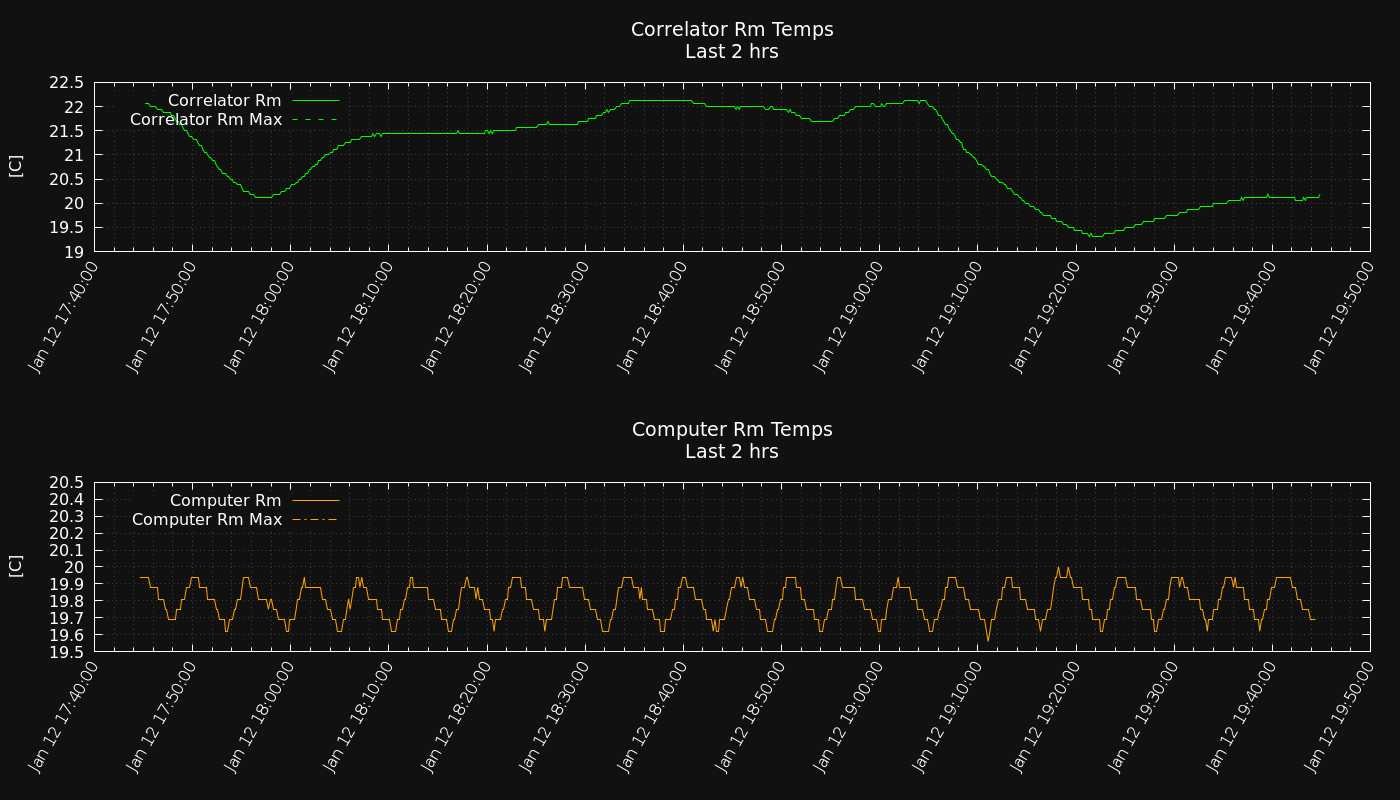 Correlator Rm Temps
Last 2 hrs
22.5
22
21.5
21
20.5
20
19.5
19
[C]
Correlator Rm
Correlator Rm Max
Jan 12 17:40:00
Jan 12 17:50:00
Jan 12 18:00:00
Jan 12 18:10:00
Jan 12 18:20:00
Jan 12 18:30:00
Jan 12 18:40:00
Jan 12 18:50:00
Jan 12 19:00:00
Jan 12 19:10:00
Jan 12 19:20:00
Jan 12 19:30:00
Jan 12 19:40:00
Jan 12 19:50:00
Computer Rm Temps
Last 2 hrs
20.5
20.4
20.3
20.2
20.1
20
19.9
19.8
19.7
19.6
19.5
[C]
Computer Rm
Computer Rm Max
Jan 12 17:40:00
Jan 12 17:50:00
Jan 12 18:00:00
Jan 12 18:10:00
Jan 12 18:20:00
Jan 12 18:30:00
Jan 12 18:40:00
Jan 12 18:50:00
Jan 12 19:00:00
Jan 12 19:10:00
Jan 12 19:20:00
Jan 12 19:30:00
Jan 12 19:40:00
Jan 12 19:50:00